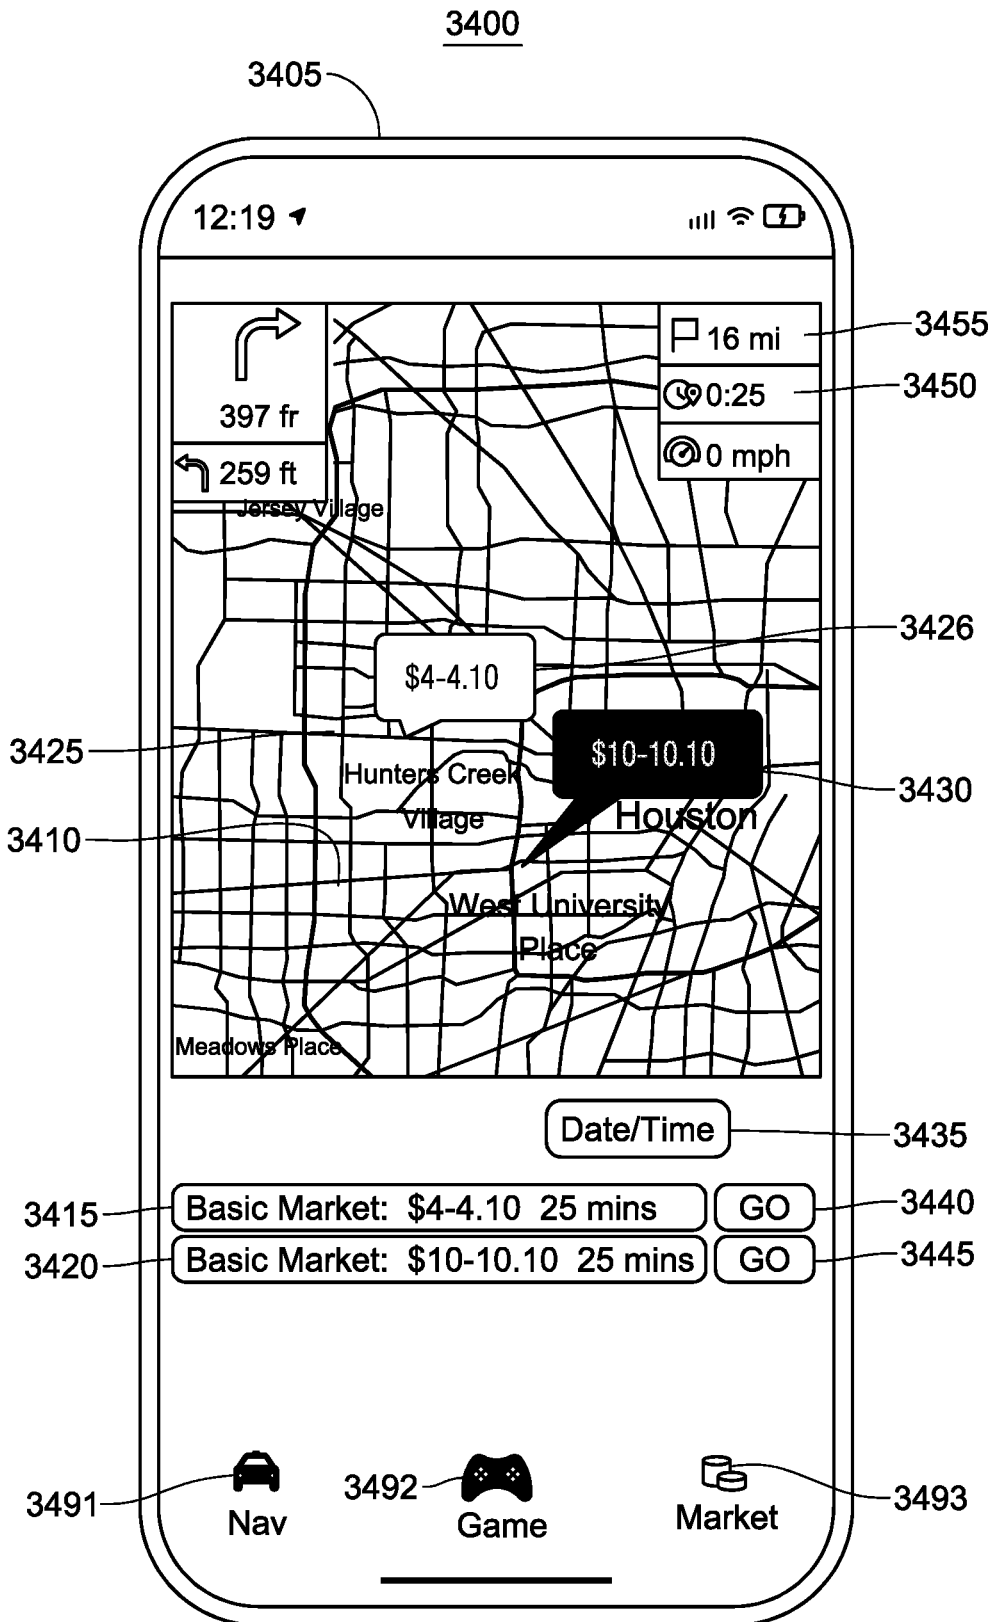 3400
3405
12:19
397 fr
259 ft
16 mi
3455
0:25
3450
0 mph
Jersey Village
3426
$4-4.10
3425
$10-10.10
3430
Hunters Creek
Village
Houston
3410
West University
Place
Meadows Place
Date/Time
3435
3415
Basic Market: $4-4.10 25 mins
GO
3440
3420
Basic Market: $10-10.10 25 mins
GO
3445
3491
Nav
3492
Game
3493
Market